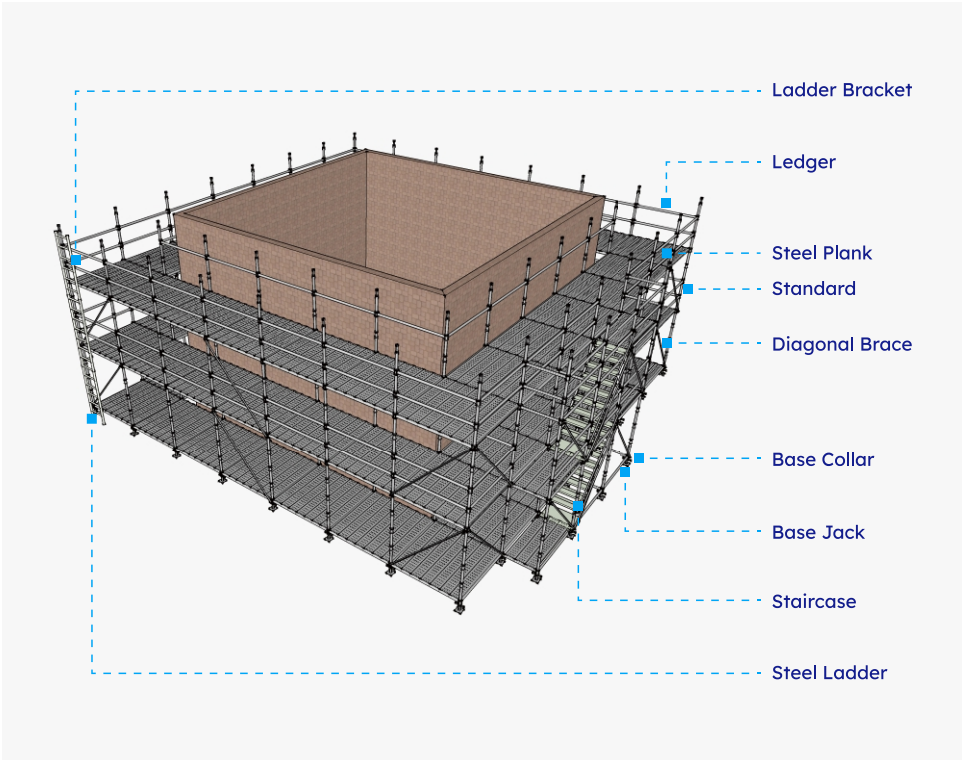 Ladder Bracket
Ledger
Steel Plank
Standard
Diagonal Brace
Base Collar
Base Jack
Staircase
Steel Ladder